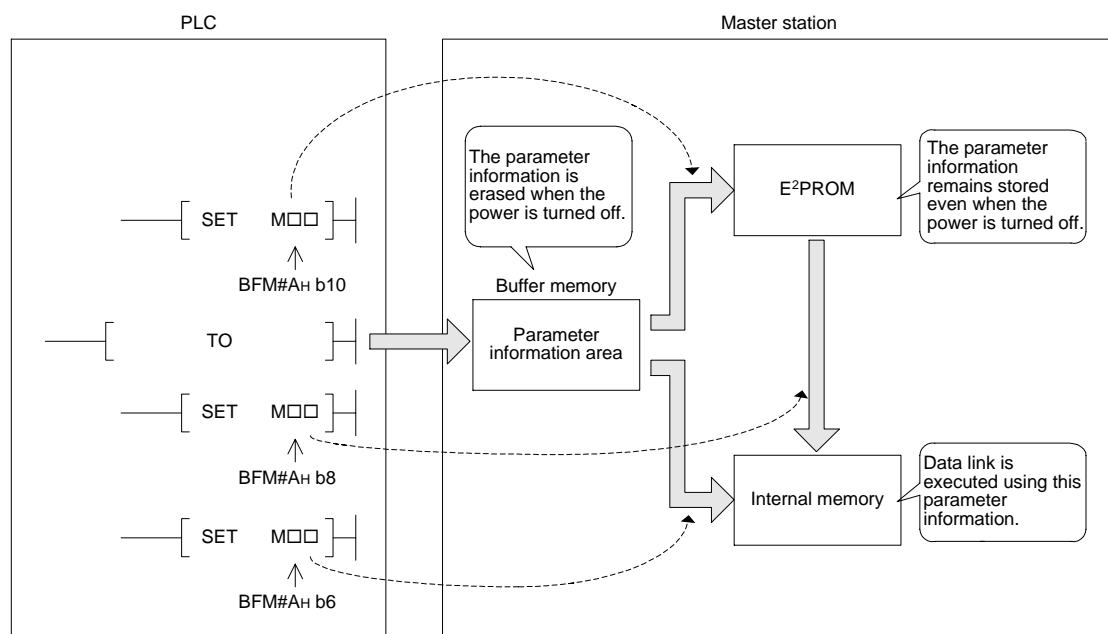 PLC
Master station
The parameter
information is
erased when the
power is turned off.
E²PROM
The parameter
information
remains stored
even when the
power is turned off.
SET M□□
BFM#AH b10
Buffer memory
TO
Parameter
information area
SET M□□
BFM#AH b8
Internal memory
Data link is
executed using this
parameter
information.
SET M□□
BFM#AH b6